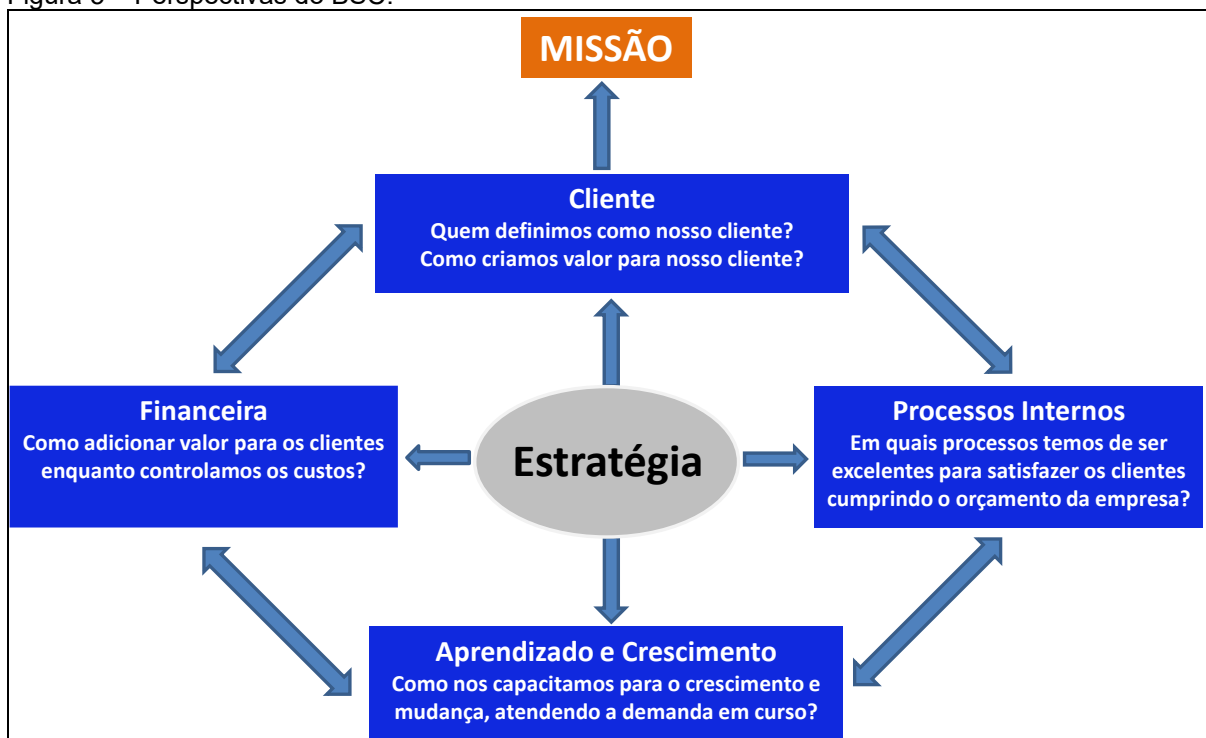 MISSÃO
Cliente
Quem definimos como nosso cliente?
Como criamos valor para nosso cliente?
Financeira
Como adicionar valor para os clientes
enquanto controlamos os custos?
Estratégia
Processos Internos
Em quais processos temos de ser
excelentes para satisfazer os clientes
cumprindo o orçamento da empresa?
Aprendizado e Crescimento
Como nos capacitamos para o crescimento e
mudança, atendendo a demanda em curso?